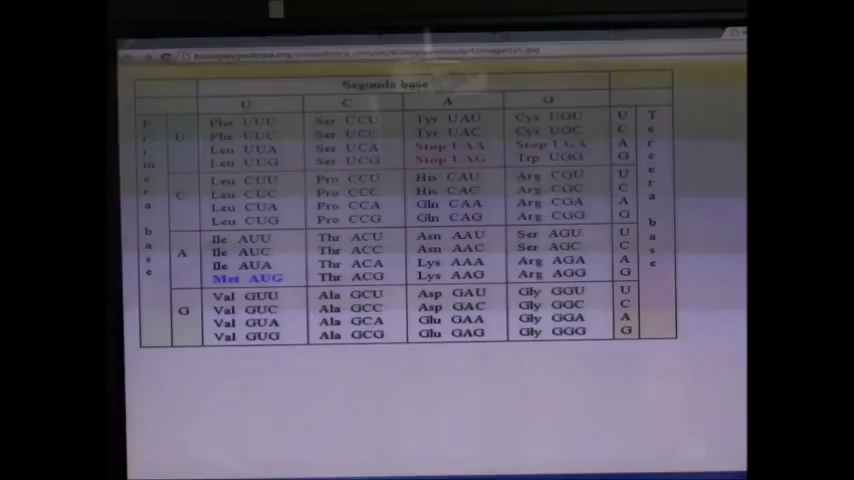 Segunda base
U C A G
Primera base
Tercera base
U
Phe UUU Ser UCU Tyr UAU Cys UGU U
Phe UUC Ser UCC Tyr UAC Cys UGC C
Leu UUA Ser UCA Stop UAA Stop UGA A
Leu UUG Ser UCG Stop UAG Trp UGG G
C
Leu CUU Pro CCU His CAU Arg CGU U
Leu CUC Pro CCC His CAC Arg CGC C
Leu CUA Pro CCA Gln CAA Arg CGA A
Leu CUG Pro CCG Gln CAG Arg CGG G
A
Ile AUU Thr ACU Asn AAU Ser AGU U
Ile AUC Thr ACC Asn AAC Ser AGC C
Ile AUA Thr ACA Lys AAA Arg AGA A
Met AUG Thr ACG Lys AAG Arg AGG G
G
Val GUU Ala GCU Asp GAU Gly GGU U
Val GUC Ala GCC Asp GAC Gly GGC C
Val GUA Ala GCA Glu GAA Gly GGA A
Val GUG Ala GCG Glu GAG Gly GGG G